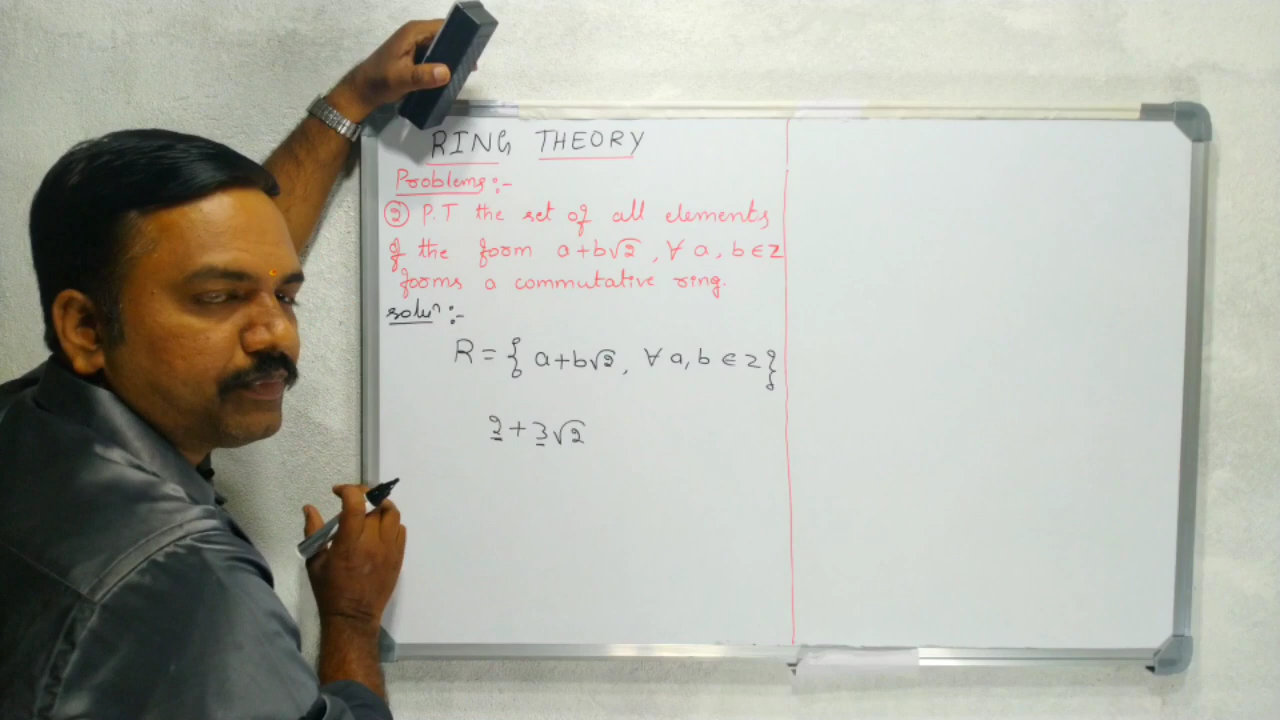 RING THEORY
Problems:-
② P.T the set of all elements
of the form a+b√2, ∀ a, b ∈ z
forms a commutative ring.
soluⁿ:-
R = { a+b√2, ∀ a, b ∈ z }
2 + 3√2